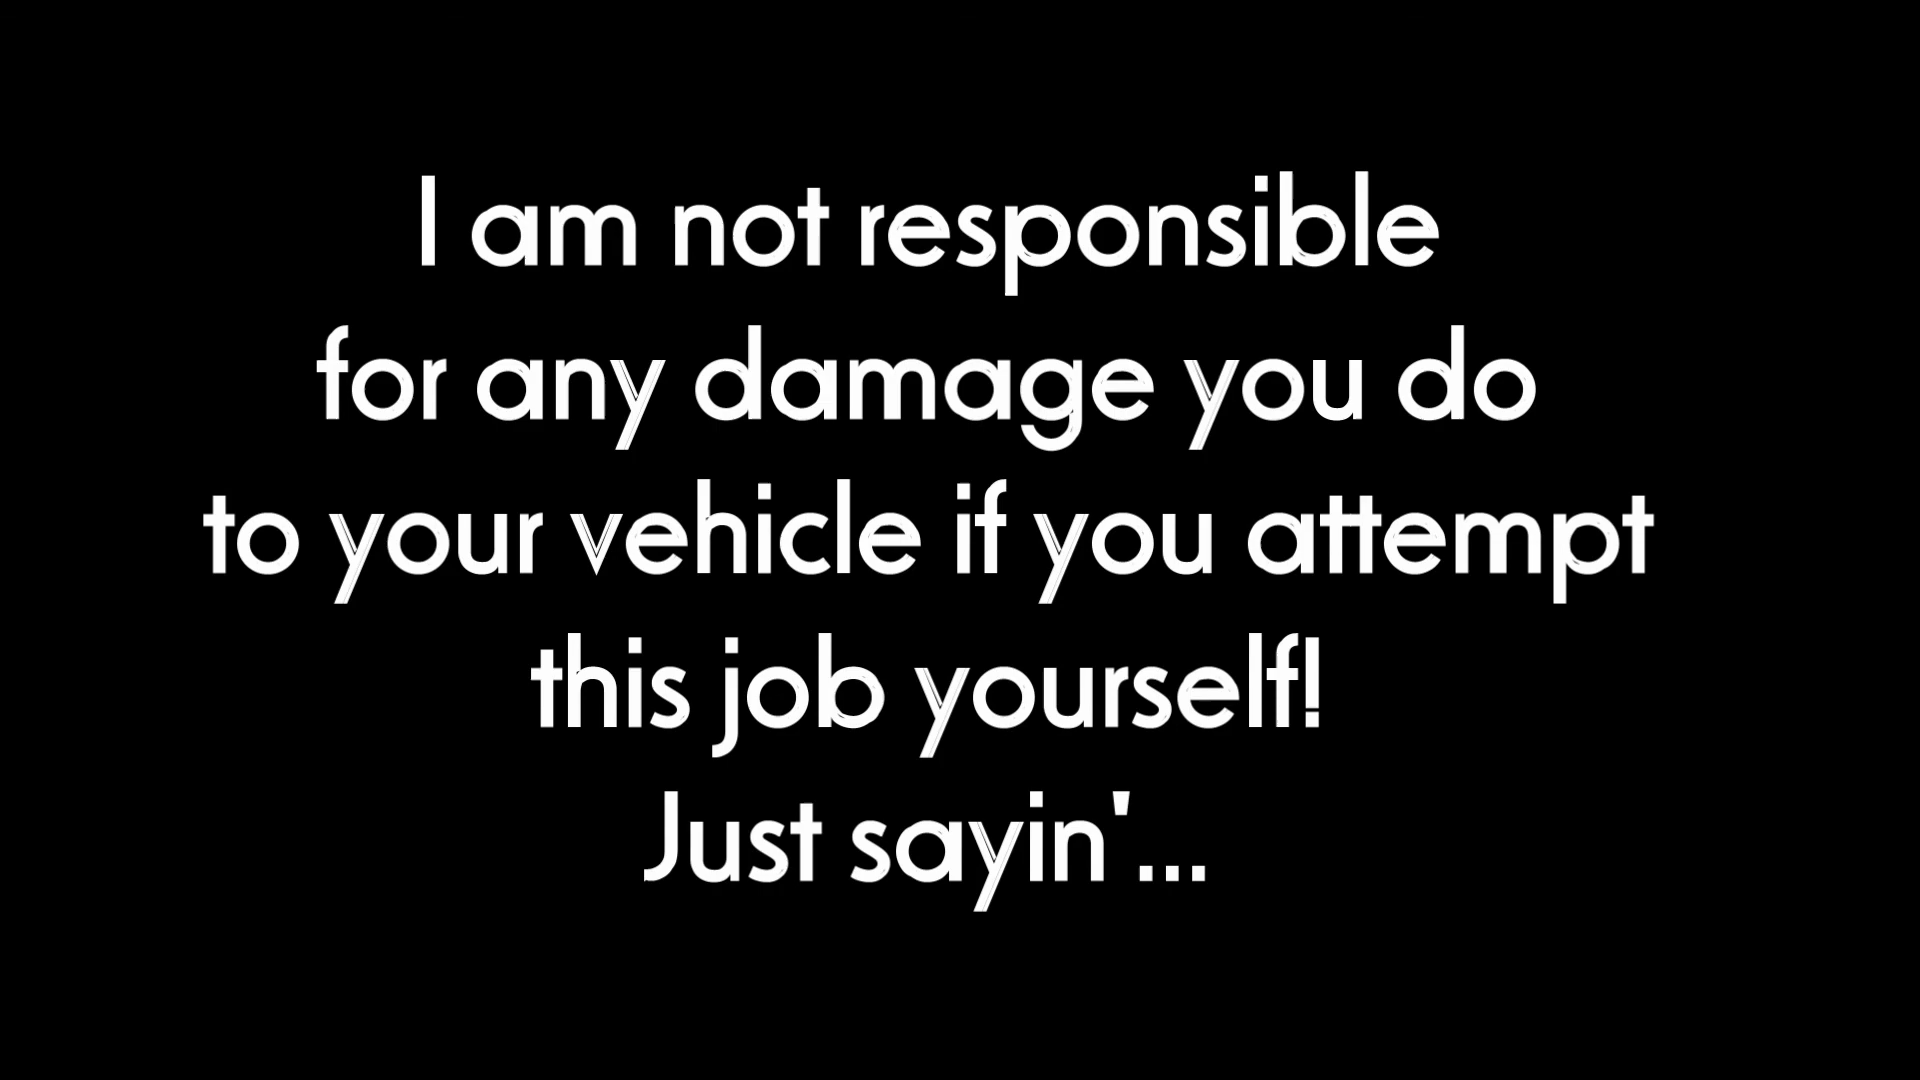 I am not responsible
for any damage you do
to your vehicle if you attempt
this job yourself!
Just sayin'...